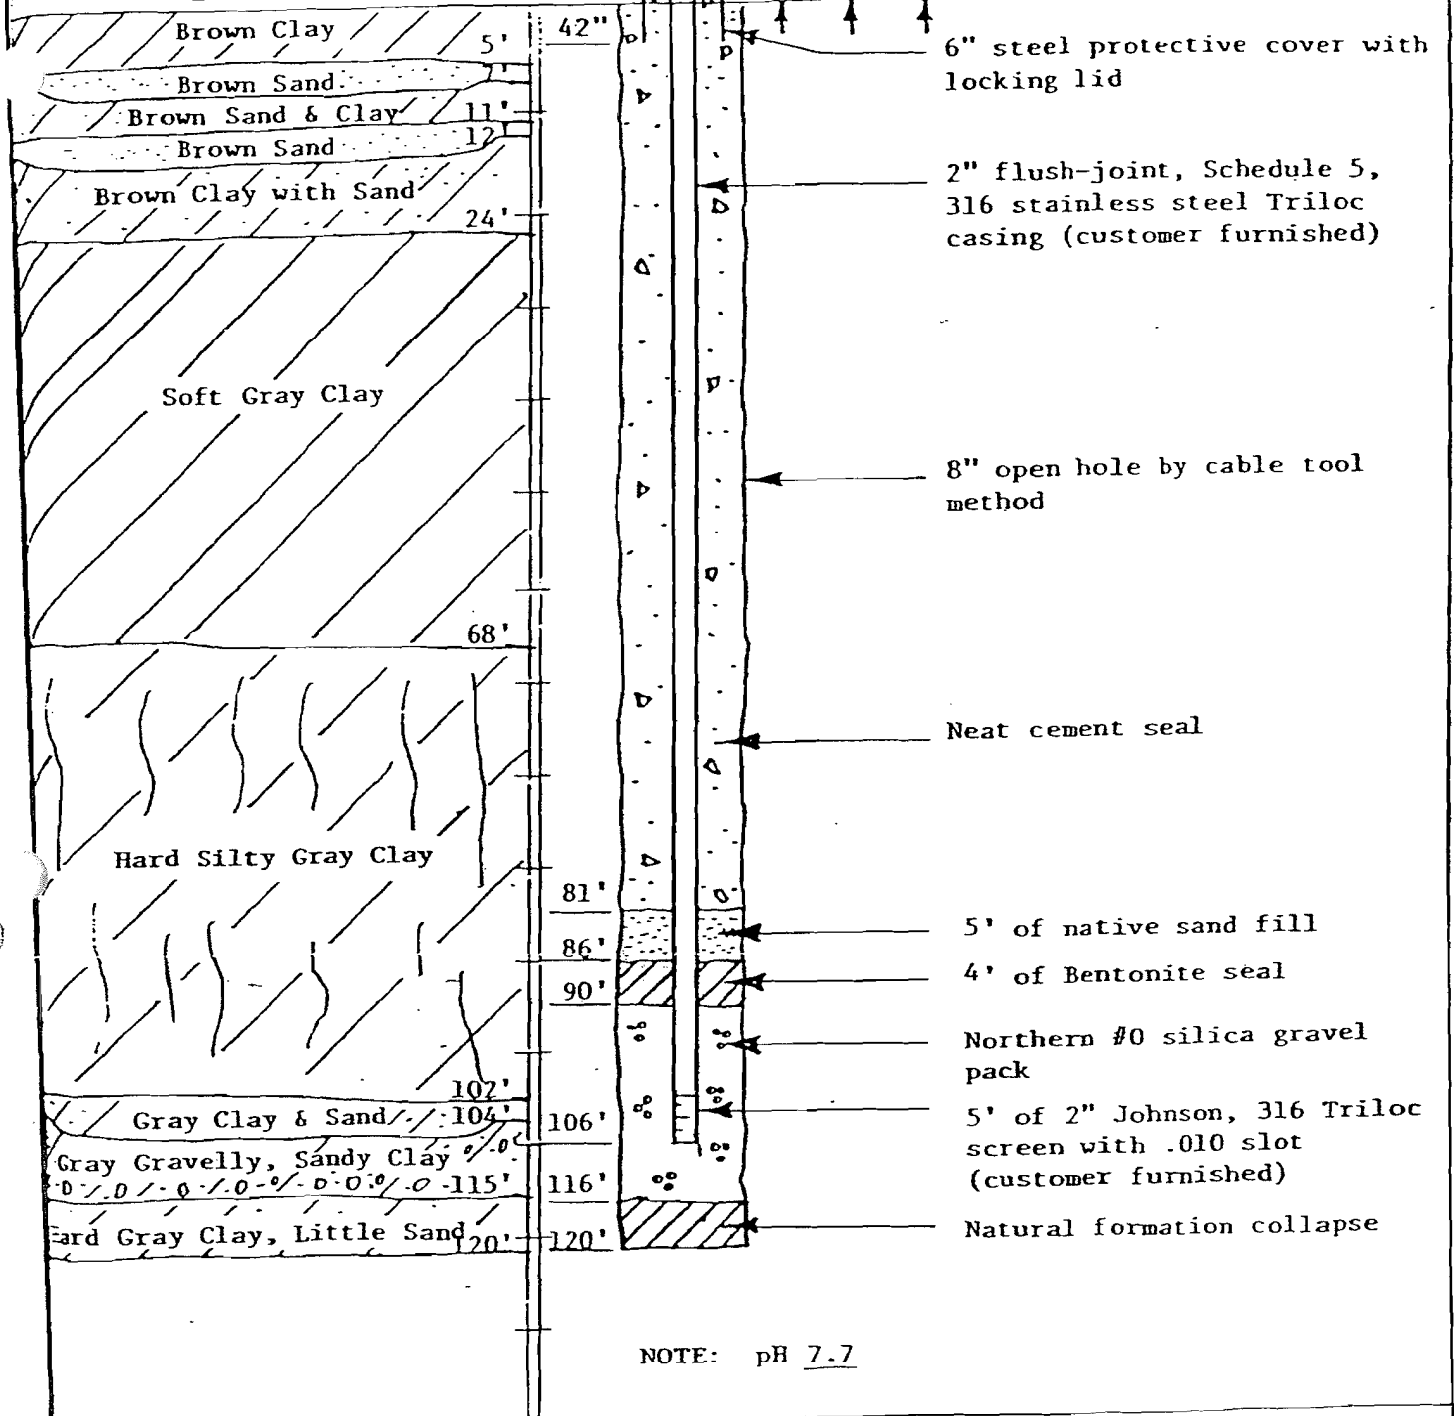 Brown Clay
5'
Brown Sand
Brown Sand & Clay
11'
12
Brown Sand
Brown Clay with Sand
24'
Soft Gray Clay
68'
Hard Silty Gray Clay
102'
Gray Clay & Sand
104'
Gray Gravelly, Sandy Clay
115'
Gray Clay, Little Sand
120'
42"
81'
86'
90'
106'
116'
120'
6" steel protective cover with
locking lid
2" flush-joint, Schedule 5,
316 stainless steel Triloc
casing (customer furnished)
8" open hole by cable tool
method
Neat cement seal
5' of native sand fill
4' of Bentonite seal
Northern #0 silica gravel
pack
5' of 2" Johnson, 316 Triloc
screen with .010 slot
(customer furnished)
Natural formation collapse
NOTE: pH 7.7